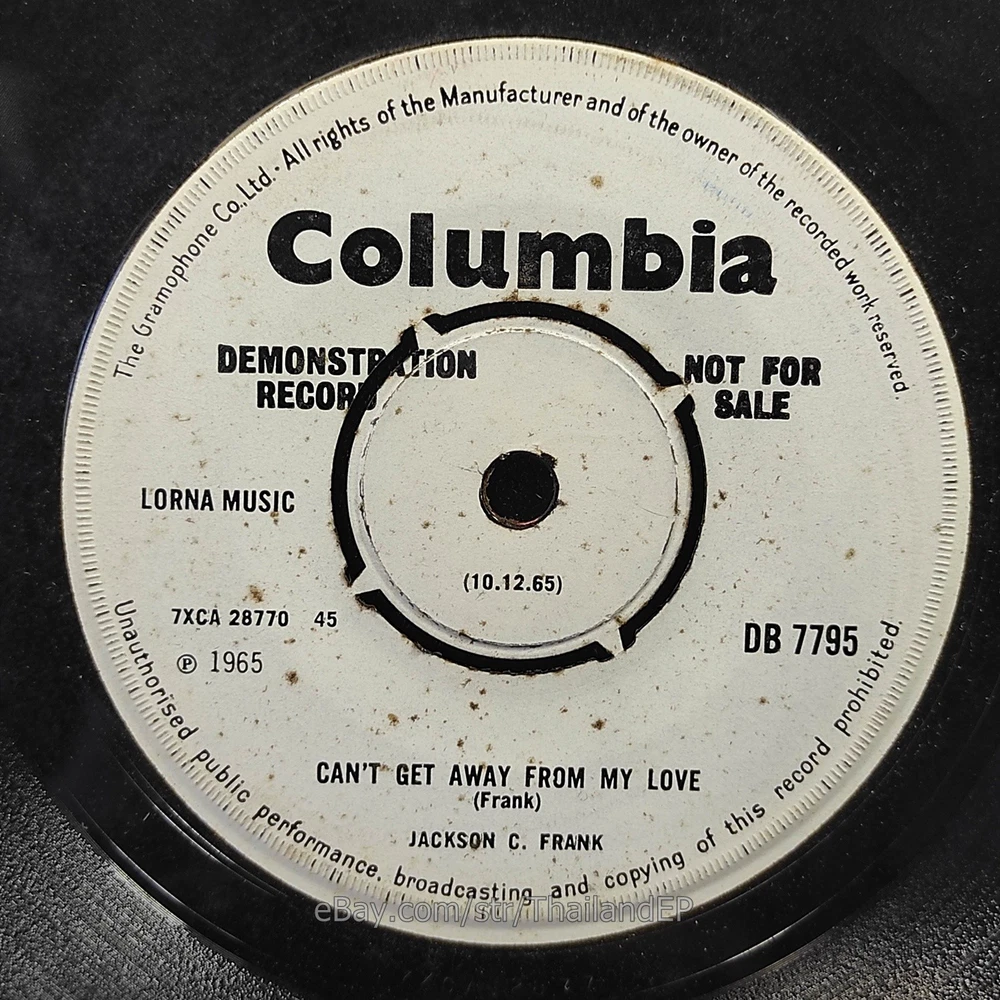 The Gramophone Co., Ltd. · All rights of the Manufacturer and of the owner of the recorded work reserved.
Columbia
DEMONSTRATION
RECORD
NOT FOR
SALE
LORNA MUSIC
(10.12.65)
7XCA 28770 45
℗ 1965
DB 7795
CAN'T GET AWAY FROM MY LOVE
(Frank)
JACKSON C. FRANK
Unauthorised public performance, broadcasting and copying of this record prohibited.
eBay.com/str/ThailandEP